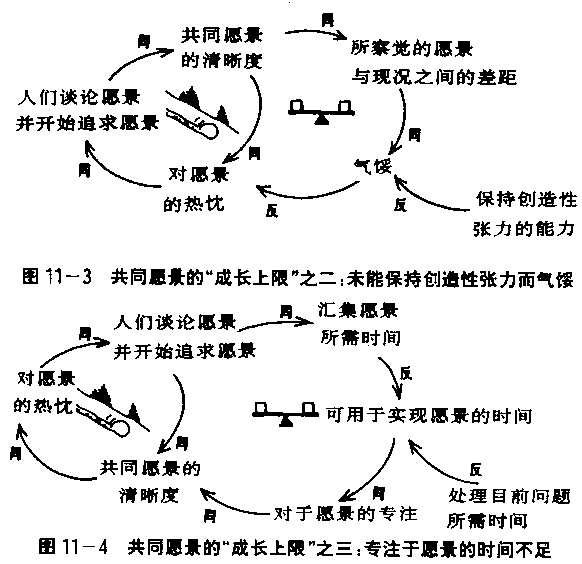 同
共同愿景
的清晰度
同
所察觉的愿景
与现况之间的差距
人们谈论愿景
并开始追求愿景
同
同
同
气馁
对愿景
的热忱
反
反
保持创造性
张力的能力
图11-3 共同愿景的“成长上限”之二:未能保持创造性张力而气馁
同
人们谈论愿景
并开始追求愿景
同
汇集愿景
所需时间
对愿景
的热忱
反
可用于实现愿景的时间
同
同
共同愿景的
清晰度
同
对于愿景的专注
同
反
处理目前问题
所需时间
图11-4 共同愿景的“成长上限”之三:专注于愿景的时间不足